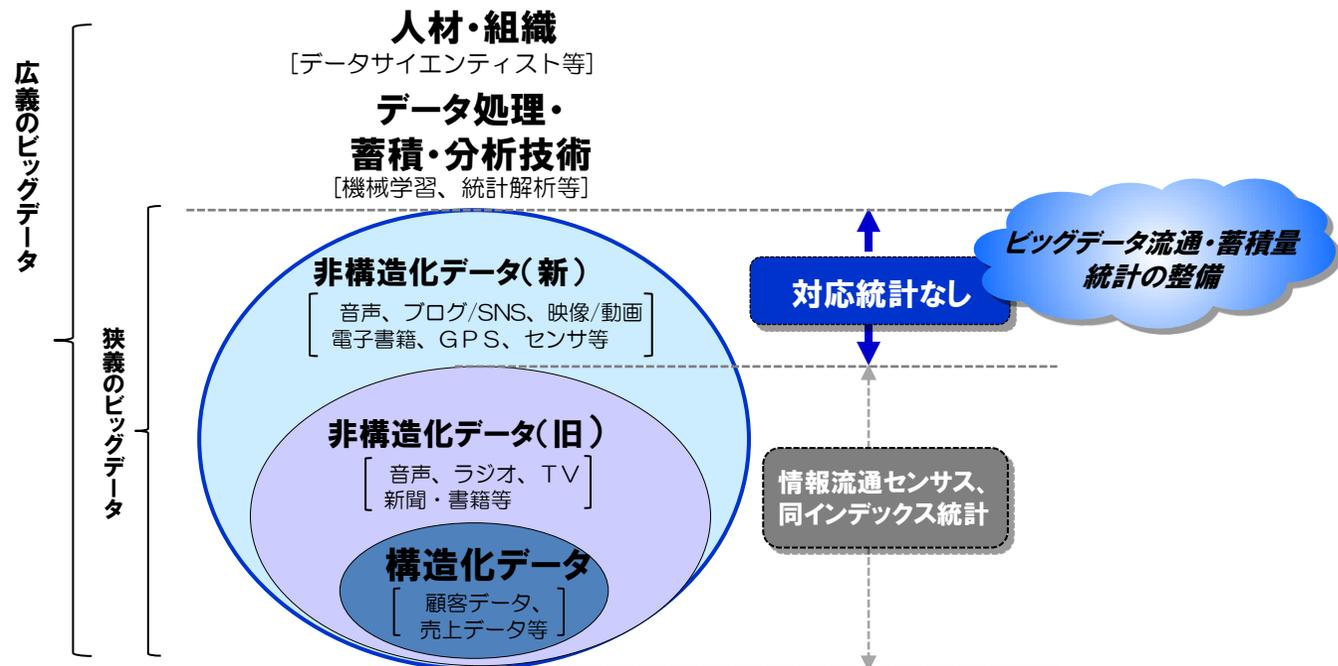 広義のビッグデータ
狭義のビッグデータ
人材・組織
[データサイエンティスト等]
データ処理・
蓄積・分析技術
[機械学習、統計解析等]
非構造化データ(新)
音声、ブログ/SNS、映像/動画
電子書籍、GPS、センサ等
非構造化データ(旧)
音声、ラジオ、TV
新聞・書籍等
構造化データ
顧客データ、
売上データ等
対応統計なし
ビッグデータ流通・蓄積量
統計の整備
情報流通センサス、
同インデックス統計